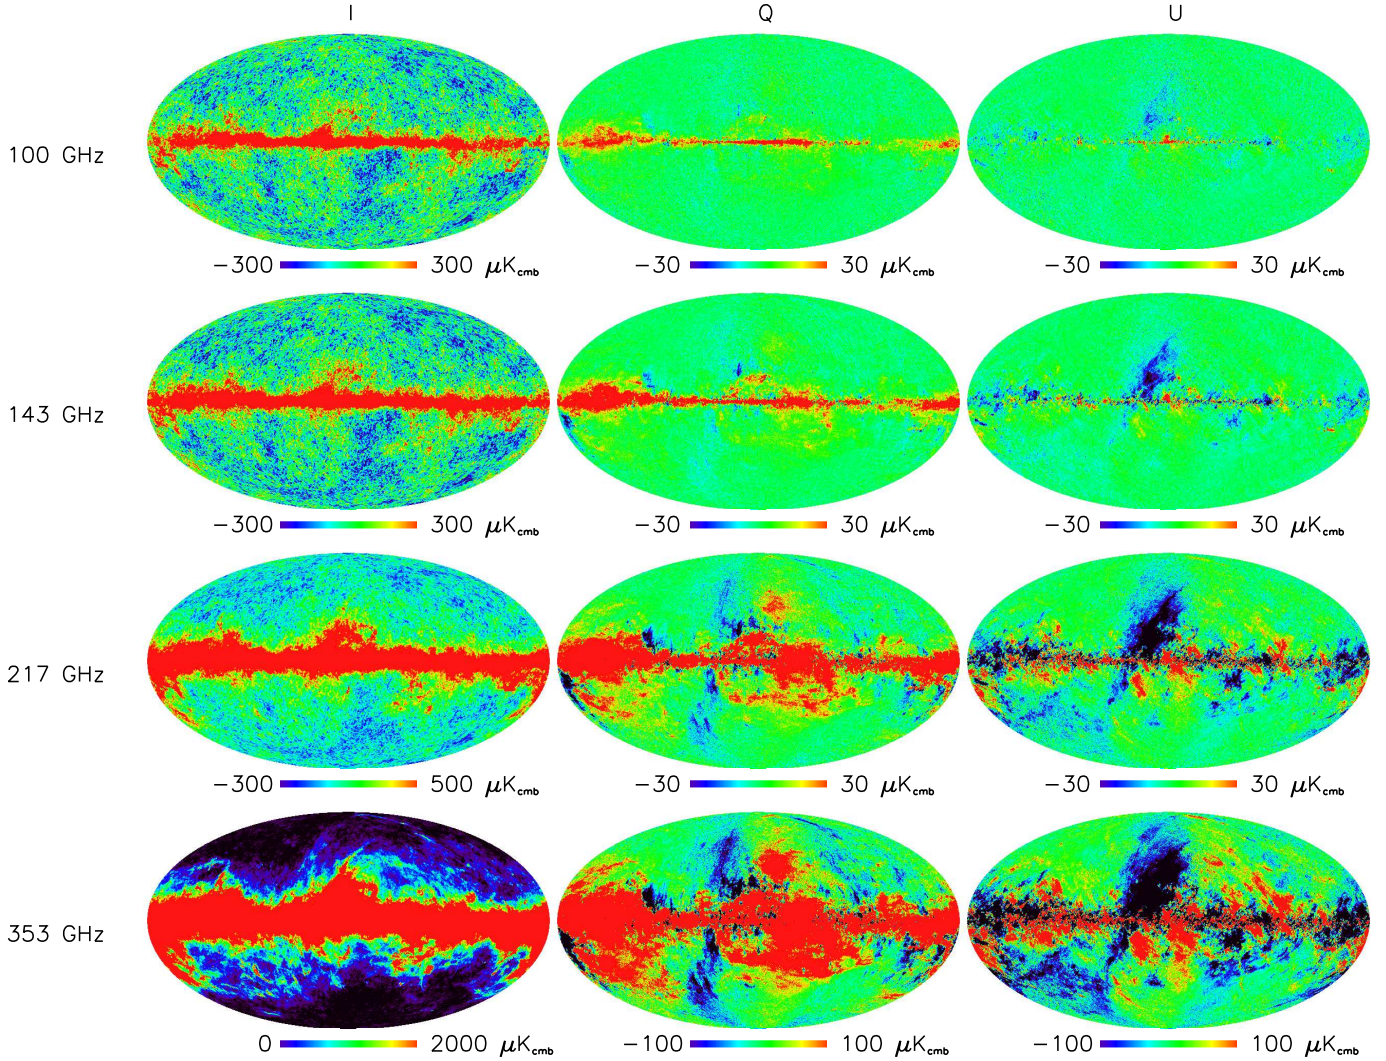 I Q U
100 GHz
−300 300 μKcmb −30 30 μKcmb −30 30 μKcmb
143 GHz
−300 300 μKcmb −30 30 μKcmb −30 30 μKcmb
217 GHz
−300 500 μKcmb −30 30 μKcmb −30 30 μKcmb
353 GHz
0 2000 μKcmb −100 100 μKcmb −100 100 μKcmb